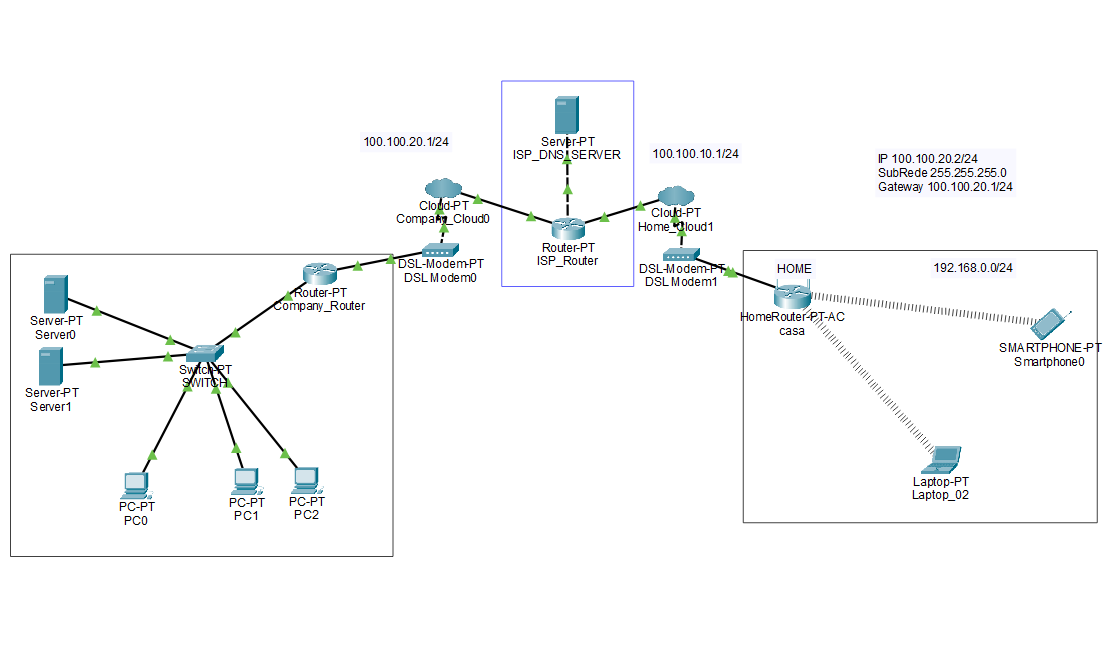 Server-PT
ISP_DNS_SERVER
100.100.20.1/24
100.100.10.1/24
IP 100.100.20.2/24
SubRede 255.255.255.0
Gateway 100.100.20.1/24
Cloud-PT
Company_Cloud0
Cloud-PT
Home_Cloud1
Router-PT
ISP_Router
DSL-Modem-PT
DSL Modem0
DSL-Modem-PT
DSL Modem1
HOME
192.168.0.0/24
Router-PT
Company_Router
HomeRouter-PT-AC
casa
Server-PT
Server0
SMARTPHONE-PT
Smartphone0
Switch-PT
SWITCH
Server-PT
Server1
PC-PT
PC0
PC-PT
PC1
PC-PT
PC2
Laptop-PT
Laptop_02